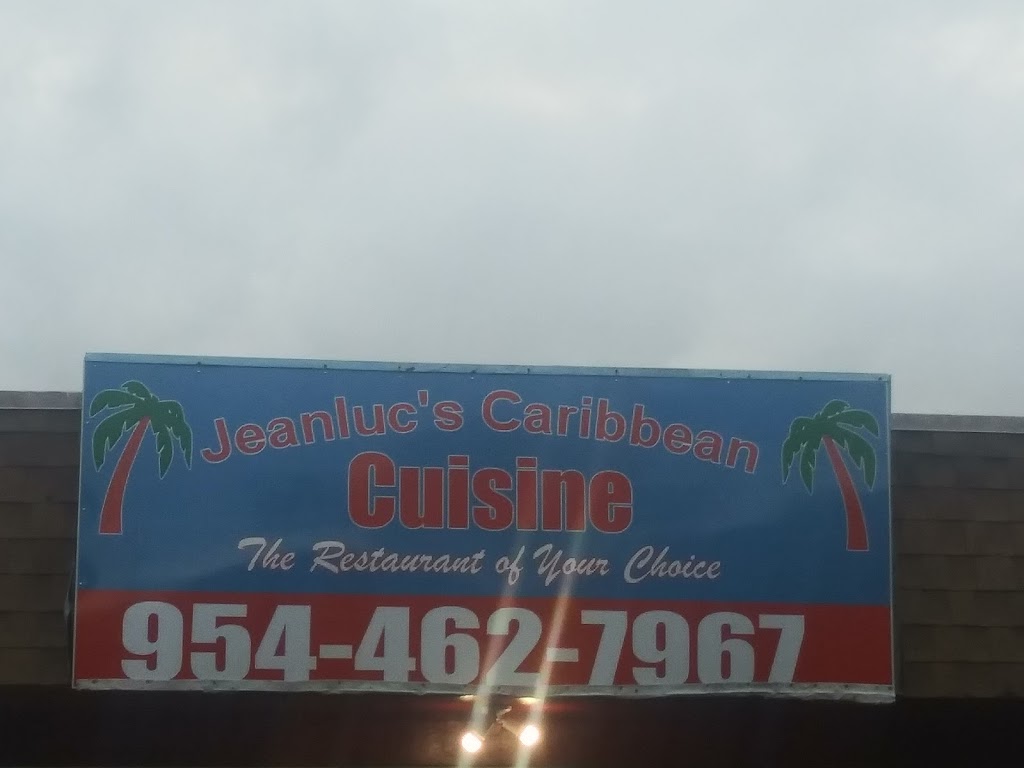 Jeanluc's Caribbean
Cuisine
The Restaurant of Your Choice
954-462-7967